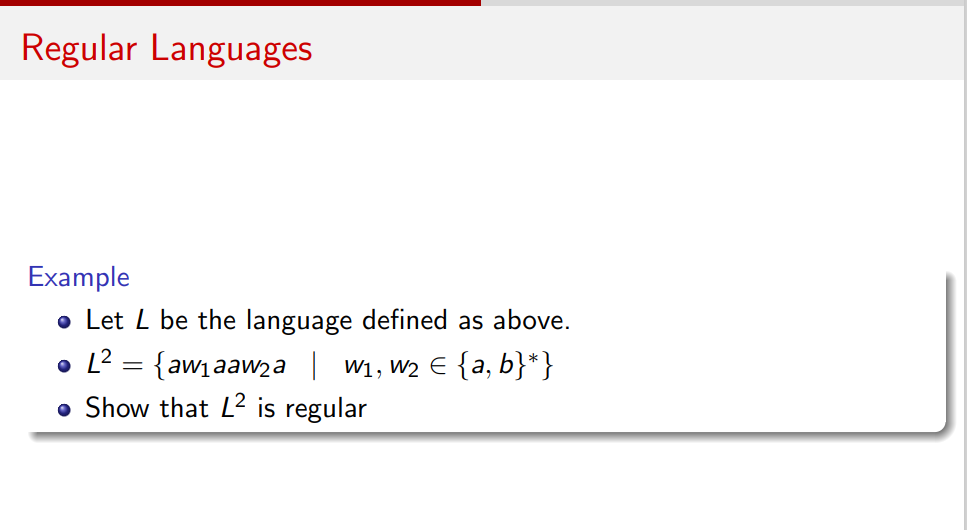 Regular Languages
Example
Let L be the language defined as above.
L² = {aw₁aaw₂a | w₁, w₂ ∈ {a, b}*}
Show that L² is regular